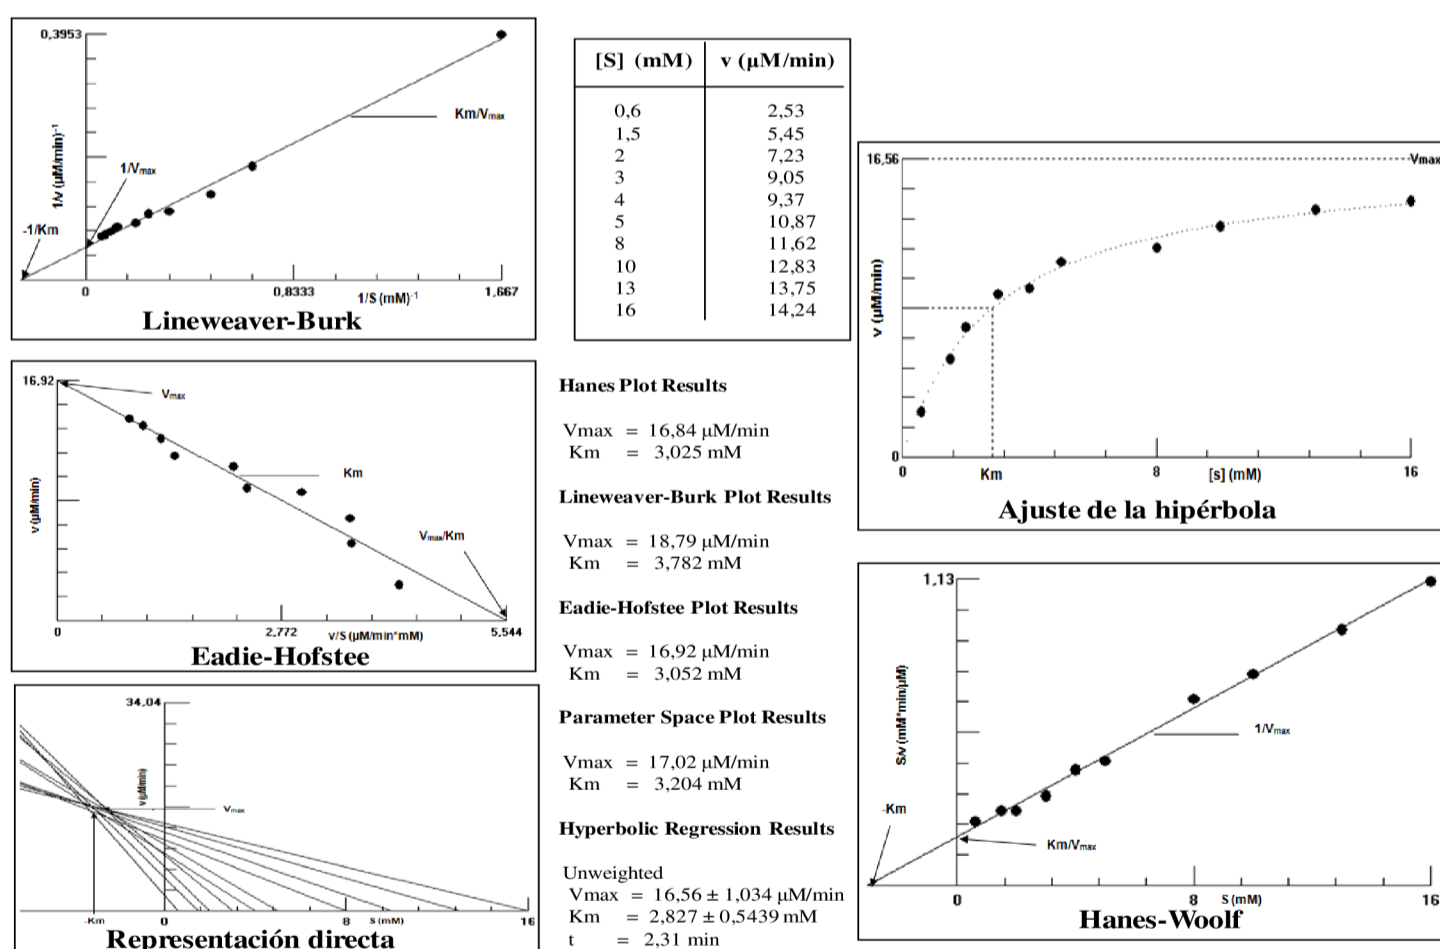 0,3953
1/v (µM/min)⁻¹
Km/Vmax
1/Vmax
-1/Km
0
0,8333
1/S (mM)⁻¹
1,667
Lineweaver-Burk
[S] (mM) v (µM/min)
0,6 2,53
1,5 5,45
2 7,23
3 9,05
4 9,37
5 10,87
8 11,62
10 12,83
13 13,75
16 14,24
16,56
Vmax
v (µM/min)
0
0
Km
8
[s] (mM)
16
Ajuste de la hipérbola
16,92
Vmax
v (µM/min)
Km
Vmax/Km
0
2,772
v/S (µM/min*mM)
5,544
Eadie-Hofstee
Hanes Plot Results
Vmax = 16,84 µM/min
Km = 3,025 mM
Lineweaver-Burk Plot Results
Vmax = 18,79 µM/min
Km = 3,782 mM
Eadie-Hofstee Plot Results
Vmax = 16,92 µM/min
Km = 3,052 mM
Parameter Space Plot Results
Vmax = 17,02 µM/min
Km = 3,204 mM
Hyperbolic Regression Results
Unweighted
Vmax = 16,56 ± 1,034 µM/min
Km = 2,827 ± 0,5439 mM
t = 2,31 min
1,13
S/v (mM*min/µM)
1/Vmax
-Km
Km/Vmax
0
8
S (mM)
16
Hanes-Woolf
34,04
v (µM/min)
Vmax
-Km
0
8
S (mM)
16
Representación directa